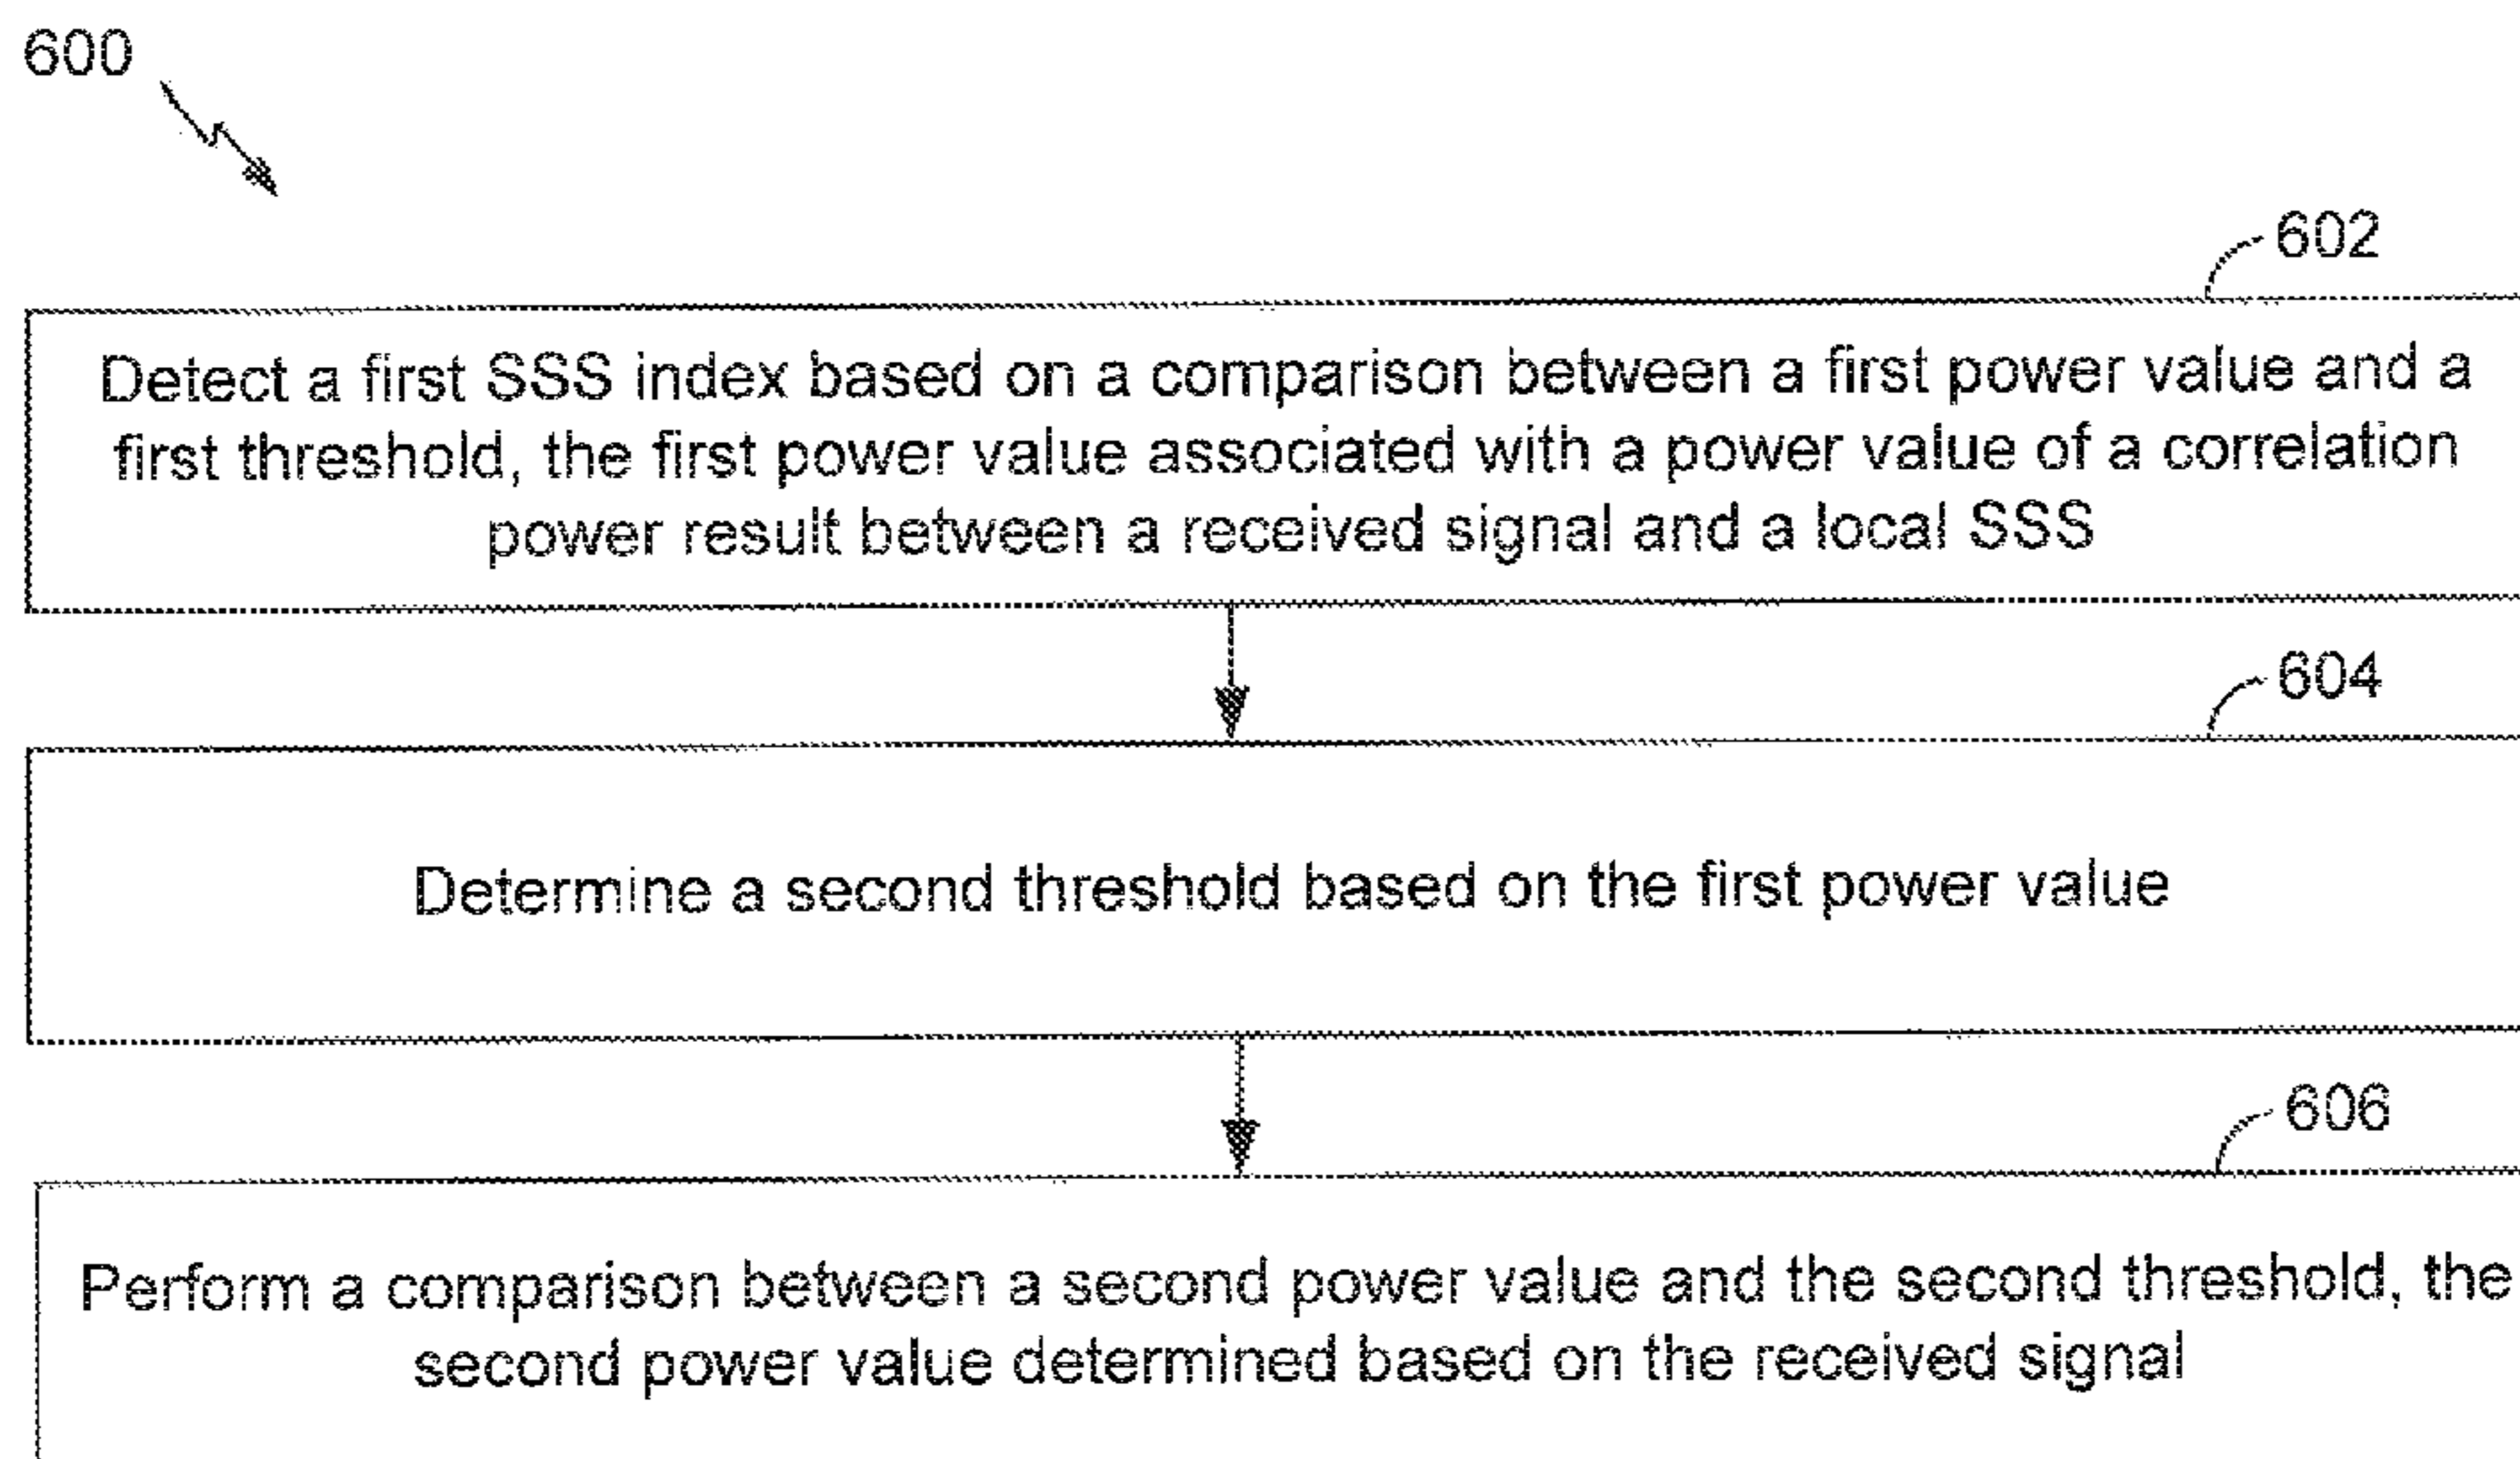 600
602
Detect a first SSS index based on a comparison between a first power value and a
first threshold, the first power value associated with a power value of a correlation
power result between a received signal and a local SSS
604
Determine a second threshold based on the first power value
606
Perform a comparison between a second power value and the second threshold, the
second power value determined based on the received signal